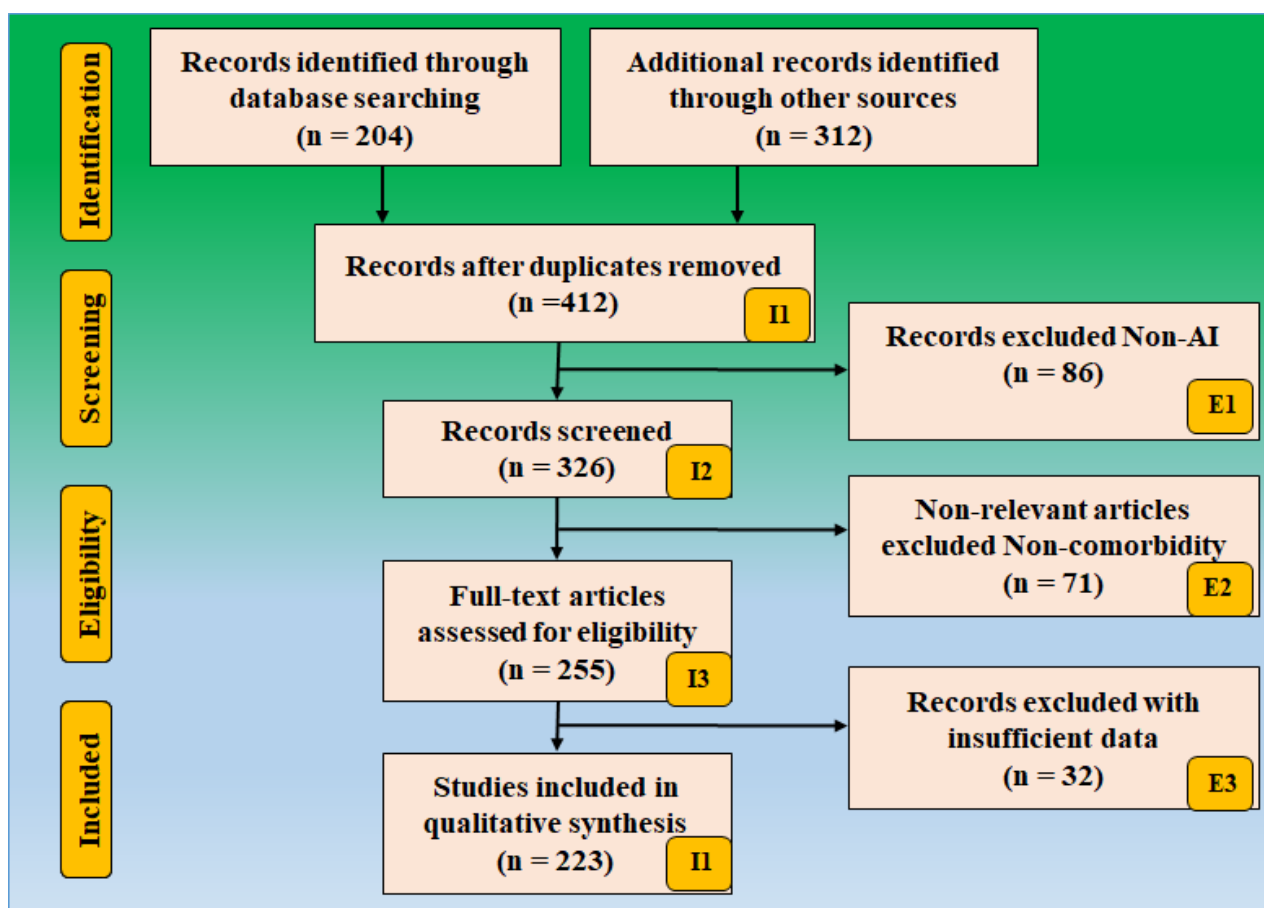 Identification
Records identified through
database searching
(n = 204)
Additional records identified
through other sources
(n = 312)
Records after duplicates removed
(n =412)
I1
Screening
Records excluded Non-AI
(n = 86)
E1
Records screened
(n = 326)
I2
Eligibility
Non-relevant articles
excluded Non-comorbidity
(n = 71)
E2
Full-text articles
assessed for eligibility
(n = 255)
I3
Included
Records excluded with
insufficient data
(n = 32)
E3
Studies included in
qualitative synthesis
(n = 223)
I1